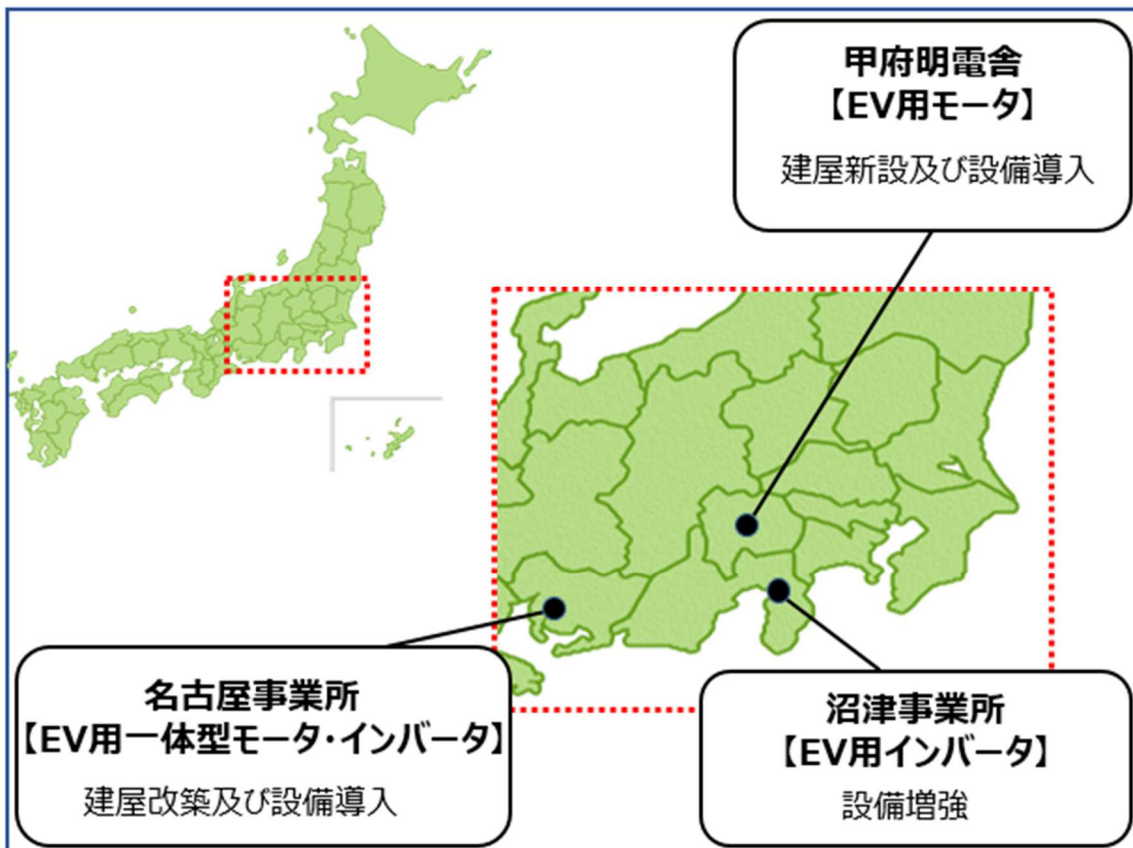 甲府明電舎
【EV用モータ】
建屋新設及び設備導入
名古屋事業所
【EV用一体型モータ・インバータ】
建屋改築及び設備導入
沼津事業所
【EV用インバータ】
設備増強